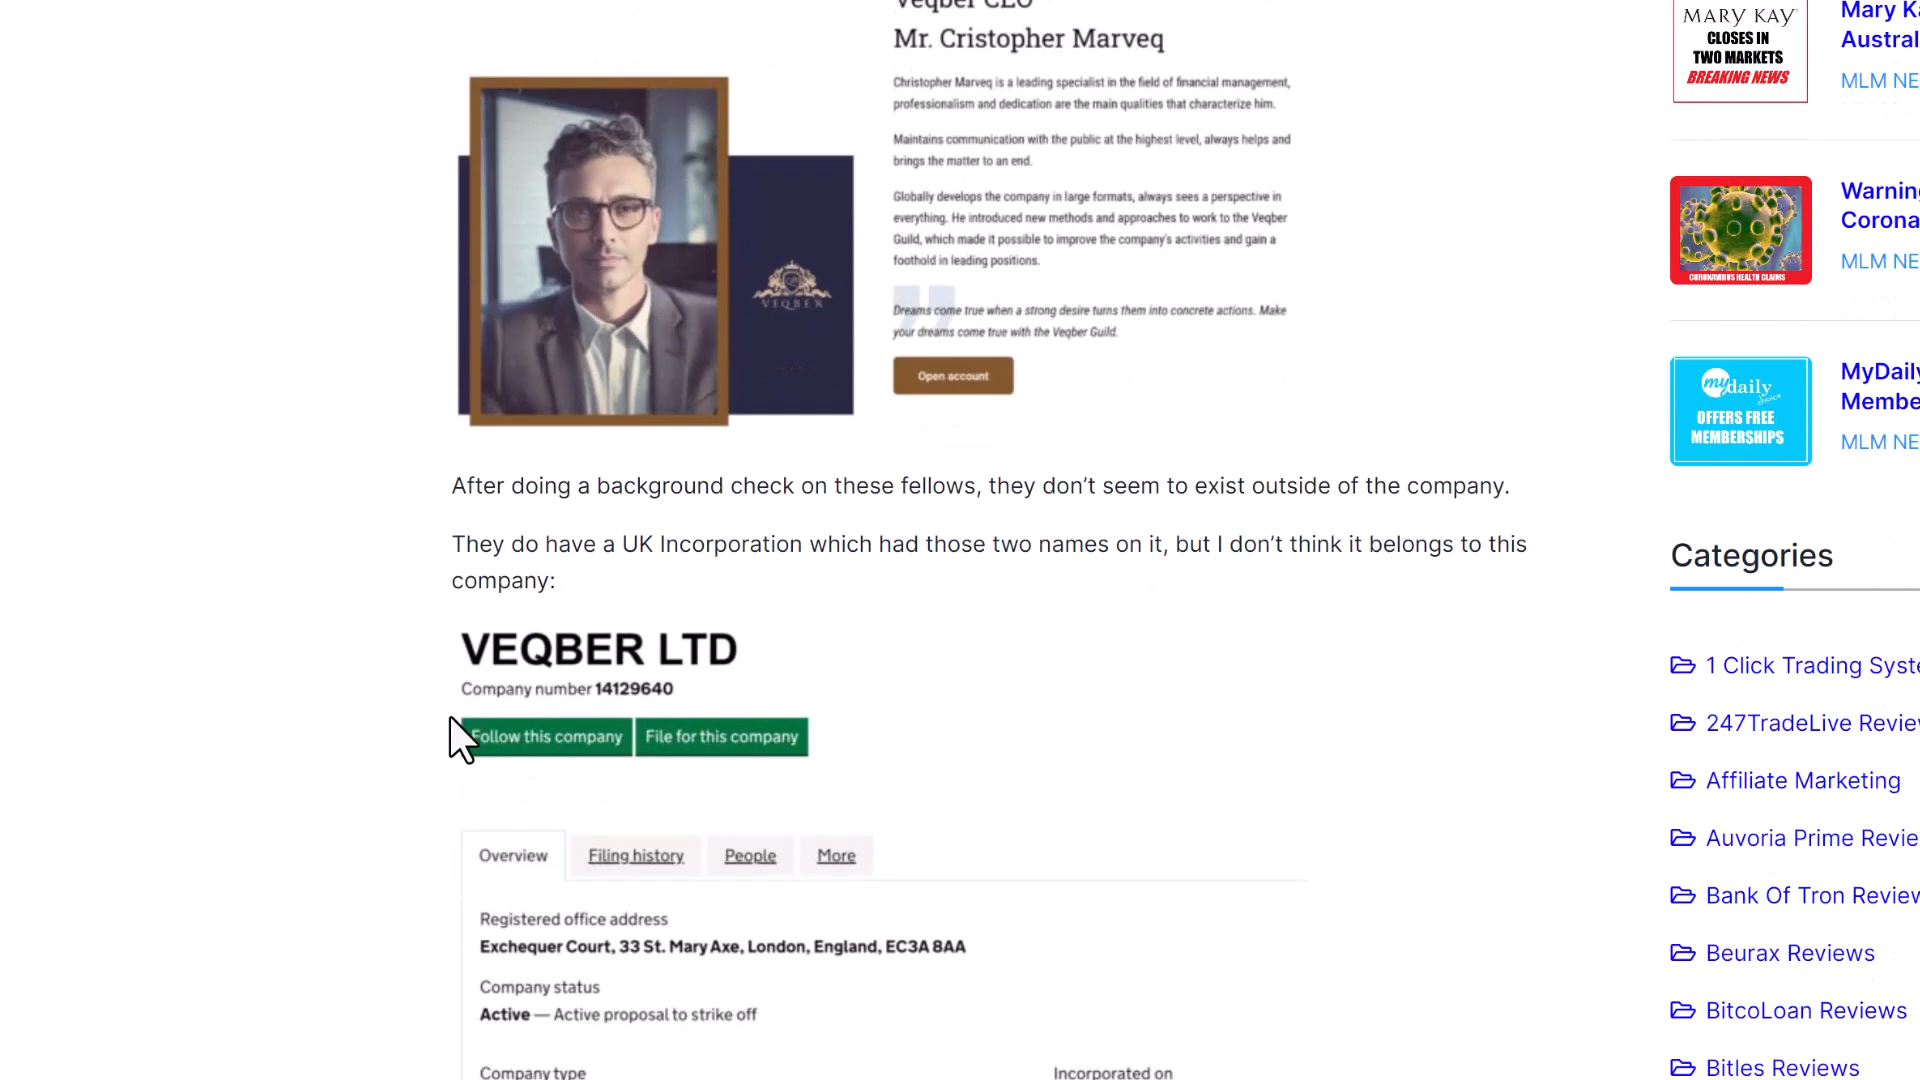 Veqber CEO
Mr. Cristopher Marveq
Christopher Marveq is a leading specialist in the field of financial management,
professionalism and dedication are the main qualities that characterize him.
Maintains communication with the public at the highest level, always helps and
brings the matter to an end.
Globally develops the company in large formats, always sees a perspective in
everything. He introduced new methods and approaches to work to the Veqber
Guild, which made it possible to improve the company's activities and gain a
foothold in leading positions.
Dreams come true when a strong desire turns them into concrete actions. Make
your dreams come true with the Veqber Guild.
Open account
VEQBER
After doing a background check on these fellows, they don’t seem to exist outside of the company.
They do have a UK Incorporation which had those two names on it, but I don’t think it belongs to this
company:
VEQBER LTD
Company number 14129640
Follow this company
File for this company
Overview
Filing history
People
More
Registered office address
Exchequer Court, 33 St. Mary Axe, London, England, EC3A 8AA
Company status
Active — Active proposal to strike off
Company type
Incorporated on
MARY KAY
CLOSES IN
TWO MARKETS
BREAKING NEWS
Mary Ka
Austral
MLM NE
CORONAVIRUS HEALTH CLAIMS
Warning
Corona
MLM NE
mydaily
choice
OFFERS FREE
MEMBERSHIPS
MyDaily
Membe
MLM NE
Categories
1 Click Trading Syste
247TradeLive Review
Affiliate Marketing
Auvoria Prime Revie
Bank Of Tron Review
Beurax Reviews
BitcoLoan Reviews
Bitles Reviews